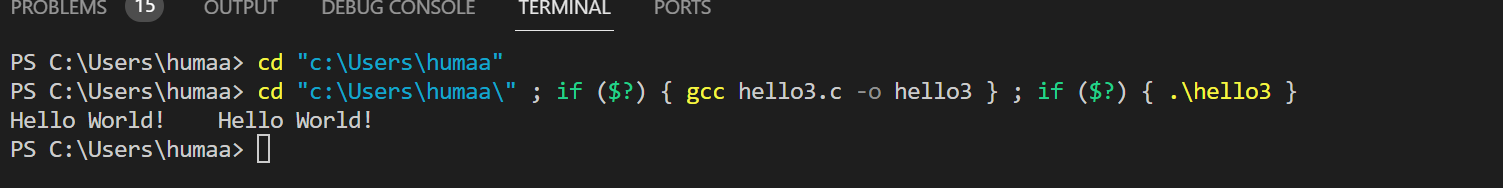 PROBLEMS 15 OUTPUT DEBUG CONSOLE TERMINAL PORTS
PS C:\Users\humaa> cd "c:\Users\humaa"
PS C:\Users\humaa> cd "c:\Users\humaa\" ; if ($?) { gcc hello3.c -o hello3 } ; if ($?) { .\hello3 }
Hello World!    Hello World!
PS C:\Users\humaa>